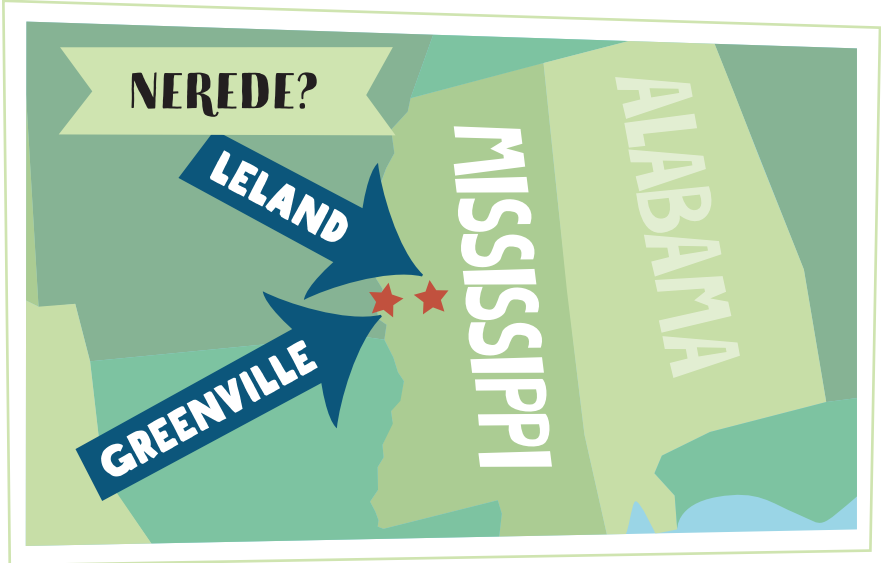 NEREDE?
LELAND
GREENVILLE
MISSISSIPPI
ALABAMA